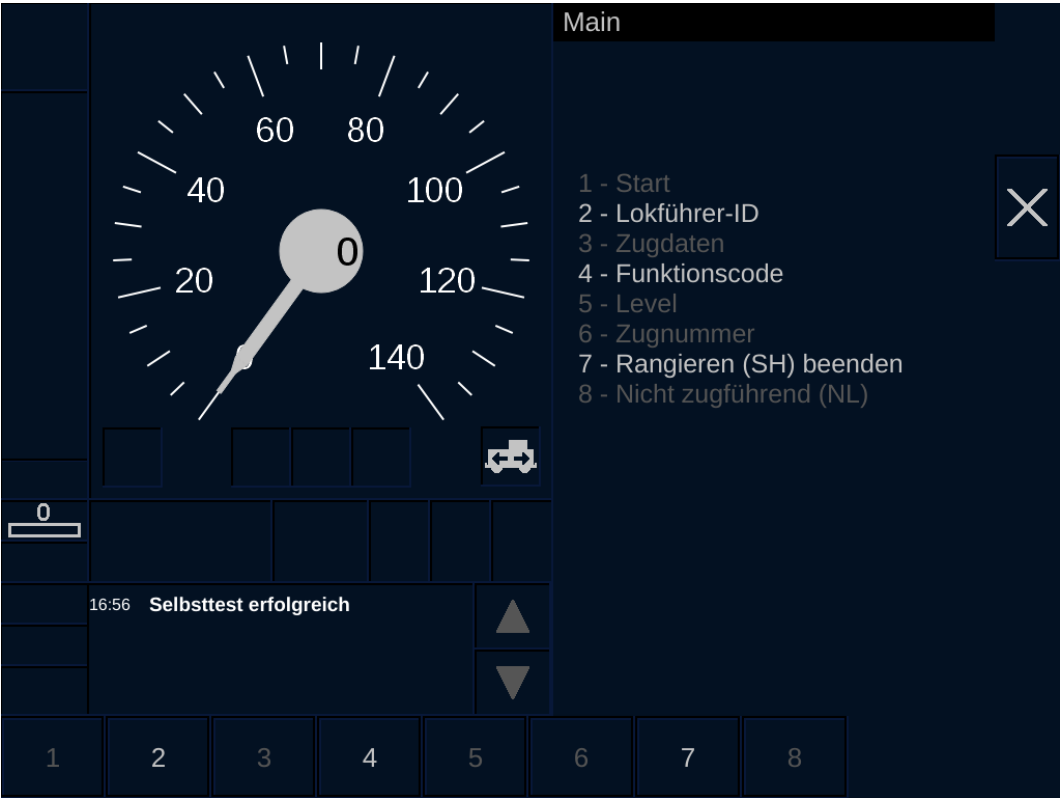 Main
60 80
40 100
0
20 120
0 140
1 - Start
2 - Lokführer-ID
3 - Zugdaten
4 - Funktionscode
5 - Level
6 - Zugnummer
7 - Rangieren (SH) beenden
8 - Nicht zugführend (NL)
0
16:56 Selbsttest erfolgreich
1 2 3 4 5 6 7 8